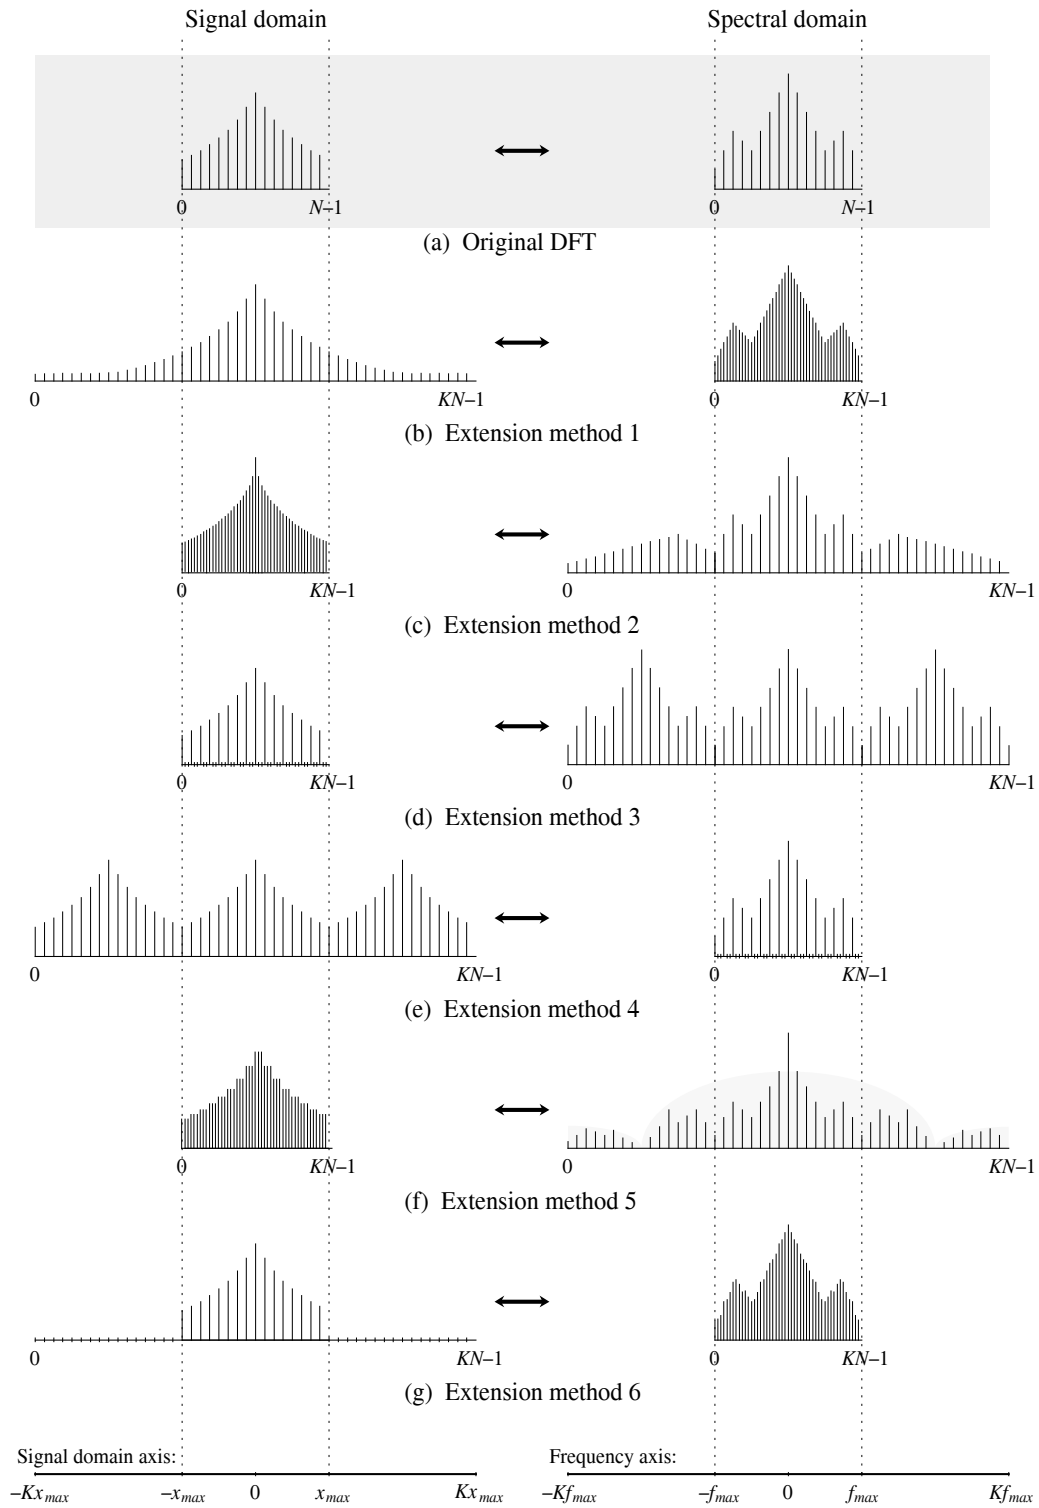 Signal domain Spectral domain
0 N–1 0 N–1
(a) Original DFT
0 KN–1 0 KN–1
(b) Extension method 1
0 KN–1 0 KN–1
(c) Extension method 2
0 KN–1 0 KN–1
(d) Extension method 3
0 KN–1 0 KN–1
(e) Extension method 4
0 KN–1 0 KN–1
(f) Extension method 5
0 KN–1 0 KN–1
(g) Extension method 6
Signal domain axis: Frequency axis:
–Kx_max –x_max 0 x_max Kx_max –Kf_max –f_max 0 f_max Kf_max